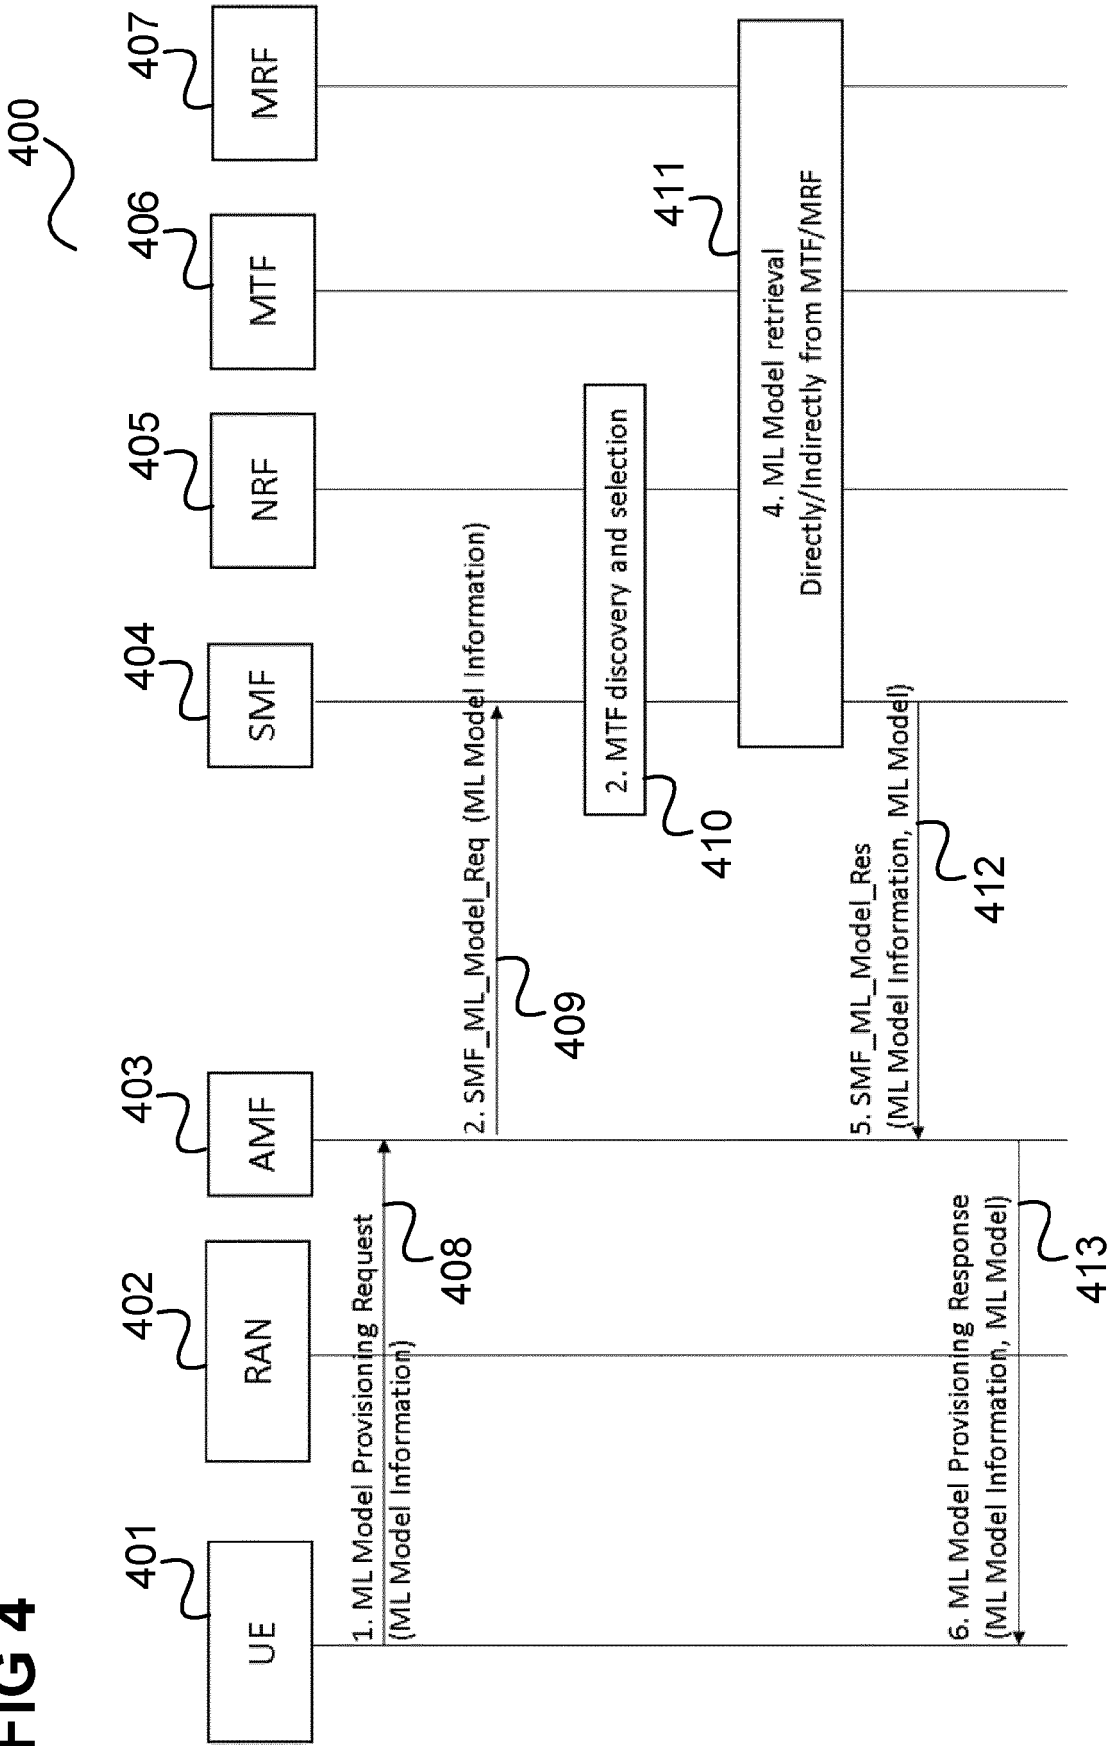 FIG 4
400
401
402
403
404
405
406
407
UE
RAN
AMF
SMF
NRF
MTF
MRF
1. ML Model Provisioning Request
(ML Model Information)
408
2. SMF_ML_Model_Req (ML Model Information)
409
2. MTF discovery and selection
410
411
4. ML Model retrieval
Directly/Indirectly from MTF/MRF
5. SMF_ML_Model_Res
(ML Model Information, ML Model)
412
6. ML Model Provisioning Response
(ML Model Information, ML Model)
413